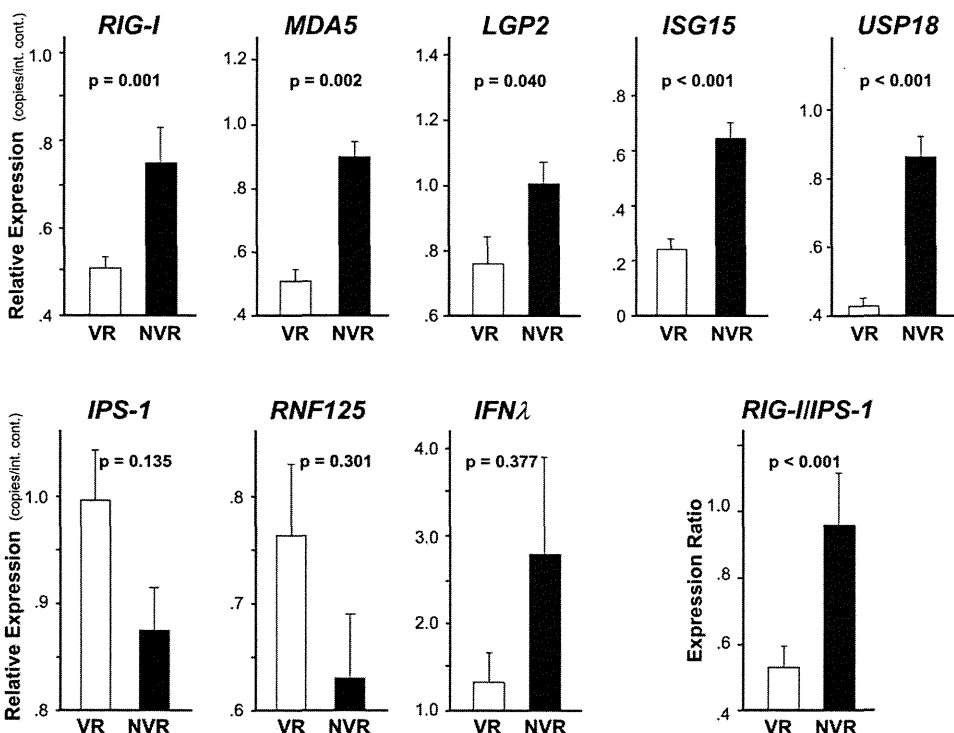 RIG-I MDA5 LGP2 ISG15 USP18
Relative Expression (copies/int. cont.)
1.0
.8
.6
.4
p = 0.001
VR NVR
1.2
1.0
.8
.6
.4
p = 0.002
VR NVR
1.4
1.2
1.0
.8
.6
p = 0.040
VR NVR
.8
.6
.4
.2
0
p < 0.001
VR NVR
1.0
.8
.6
.4
p < 0.001
VR NVR
IPS-1 RNF125 IFNλ RIG-I/IPS-1
Relative Expression (copies/int. cont.)
1.0
.9
.8
p = 0.135
VR NVR
.8
.7
.6
p = 0.301
VR NVR
4.0
3.0
2.0
1.0
p = 0.377
VR NVR
Expression Ratio
1.0
.8
.6
.4
p < 0.001
VR NVR